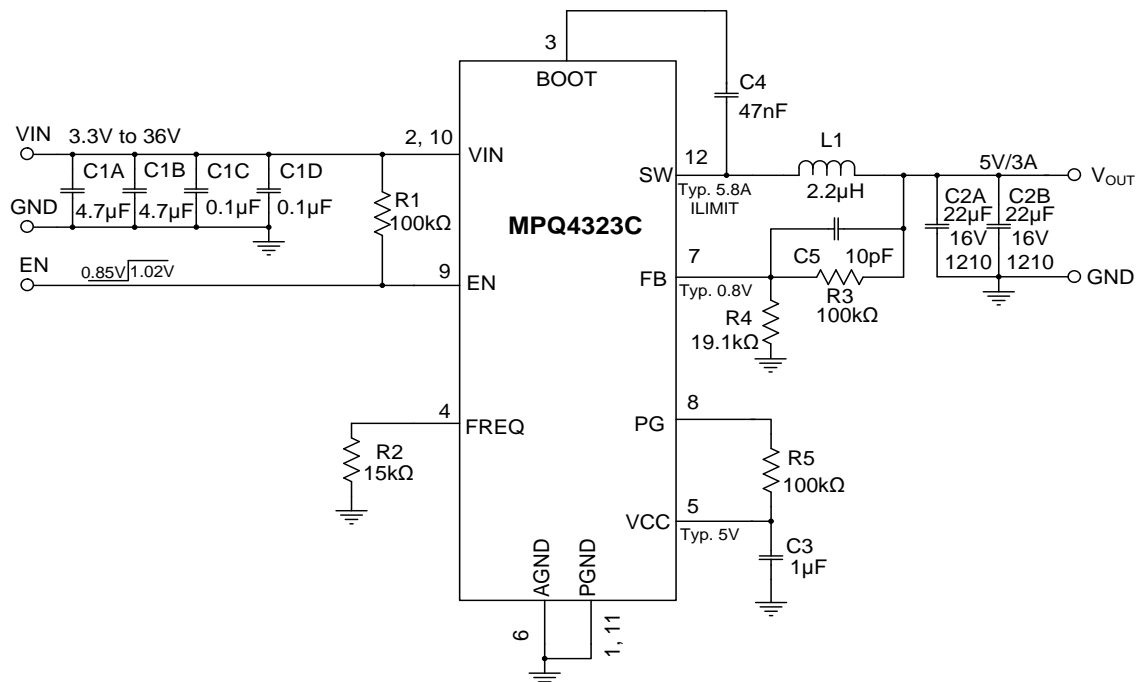 3
BOOT
C4
47nF
VIN 3.3V to 36V
2, 10
VIN
C1A C1B C1C C1D
4.7µF 4.7µF 0.1µF 0.1µF
GND
R1
100kΩ
EN
0.85V 1.02V
9
EN
MPQ4323C
12
SW
Typ. 5.8A
ILIMIT
L1
2.2µH
5V/3A
VOUT
C2A C2B
22µF 22µF
16V 16V
1210 1210
GND
7
FB
Typ. 0.8V
C5 10pF
R3
100kΩ
R4
19.1kΩ
4
FREQ
R2
15kΩ
8
PG
R5
100kΩ
5
VCC
Typ. 5V
C3
1µF
AGND
PGND
6
1, 11